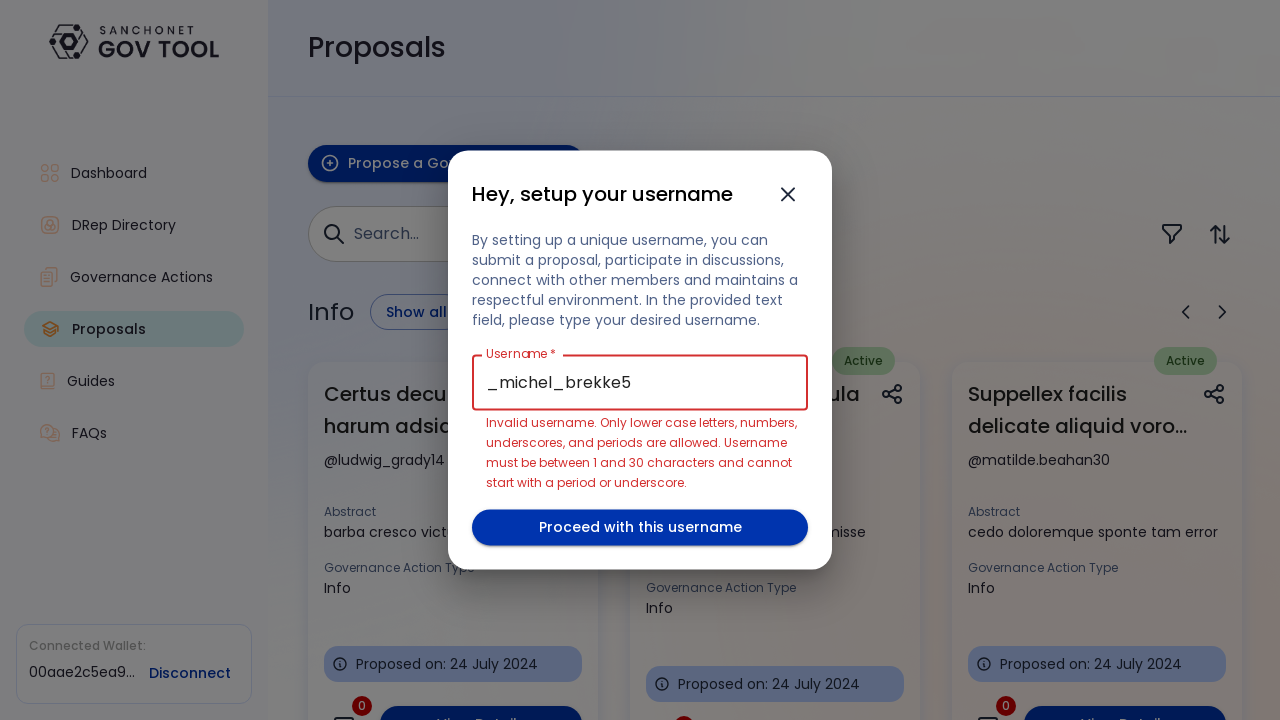 SANCHONET
GOV TOOL
Proposals
Dashboard
DRep Directory
Governance Actions
Proposals
Guides
FAQs
Connected Wallet:
00aae2c5ea9...
Disconnect
Propose a Go
Search...
Info
Show all
Hey, setup your username
By setting up a unique username, you can
submit a proposal, participate in discussions,
connect with other members and maintains a
respectful environment. In the provided text
field, please type your desired username.
Username *
_michel_brekke5
Invalid username. Only lower case letters, numbers,
underscores, and periods are allowed. Username
must be between 1 and 30 characters and cannot
start with a period or underscore.
Proceed with this username
Certus decu
harum adsic
@ludwig_grady14
Abstract
barba cresco vict
Governance Action Type
Info
Proposed on: 24 July 2024
0
Active
ula
nisse
Governance Action Type
Info
Proposed on: 24 July 2024
Active
Suppellex facilis
delicate aliquid voro...
@matilde.beahan30
Abstract
cedo doloremque sponte tam error
Governance Action Type
Info
Proposed on: 24 July 2024
0